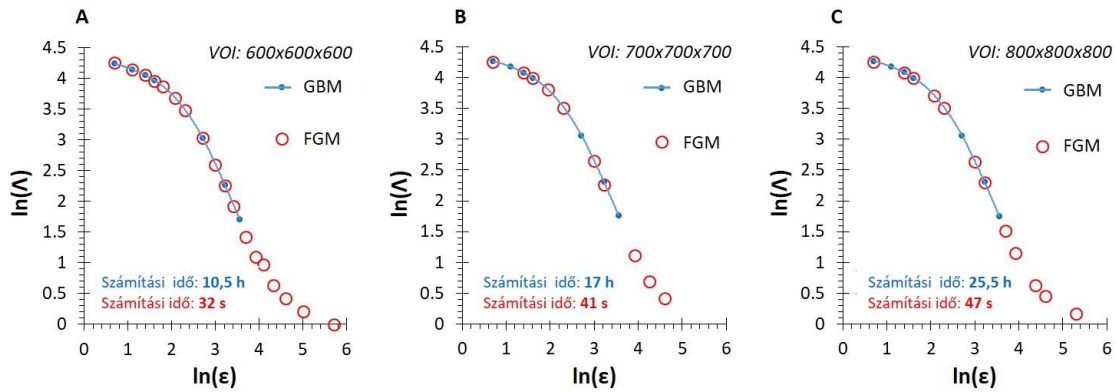 A
VOI: 600x600x600
4.5
4
3.5
3
2.5
2
1.5
1
0.5
0
ln(Λ)
GBM
FGM
Számítási idő: 10,5 h
Számítási idő: 32 s
0 1 2 3 4 5 6
ln(ε)
B
VOI: 700x700x700
4.5
4
3.5
3
2.5
2
1.5
1
0.5
0
ln(Λ)
GBM
FGM
Számítási idő: 17 h
Számítási idő: 41 s
0 1 2 3 4 5 6
ln(ε)
C
VOI: 800x800x800
4.5
4
3.5
3
2.5
2
1.5
1
0.5
0
ln(Λ)
GBM
FGM
Számítási idő: 25,5 h
Számítási idő: 47 s
0 1 2 3 4 5 6
ln(ε)